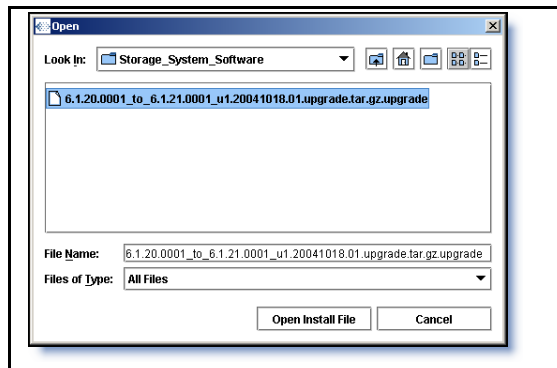 Open
Look In: Storage_System_Software
6.1.20.0001_to_6.1.21.0001_u1.20041018.01.upgrade.tar.gz.upgrade
File Name: 6.1.20.0001_to_6.1.21.0001_u1.20041018.01.upgrade.tar.gz.upgrade
Files of Type: All Files
Open Install File Cancel